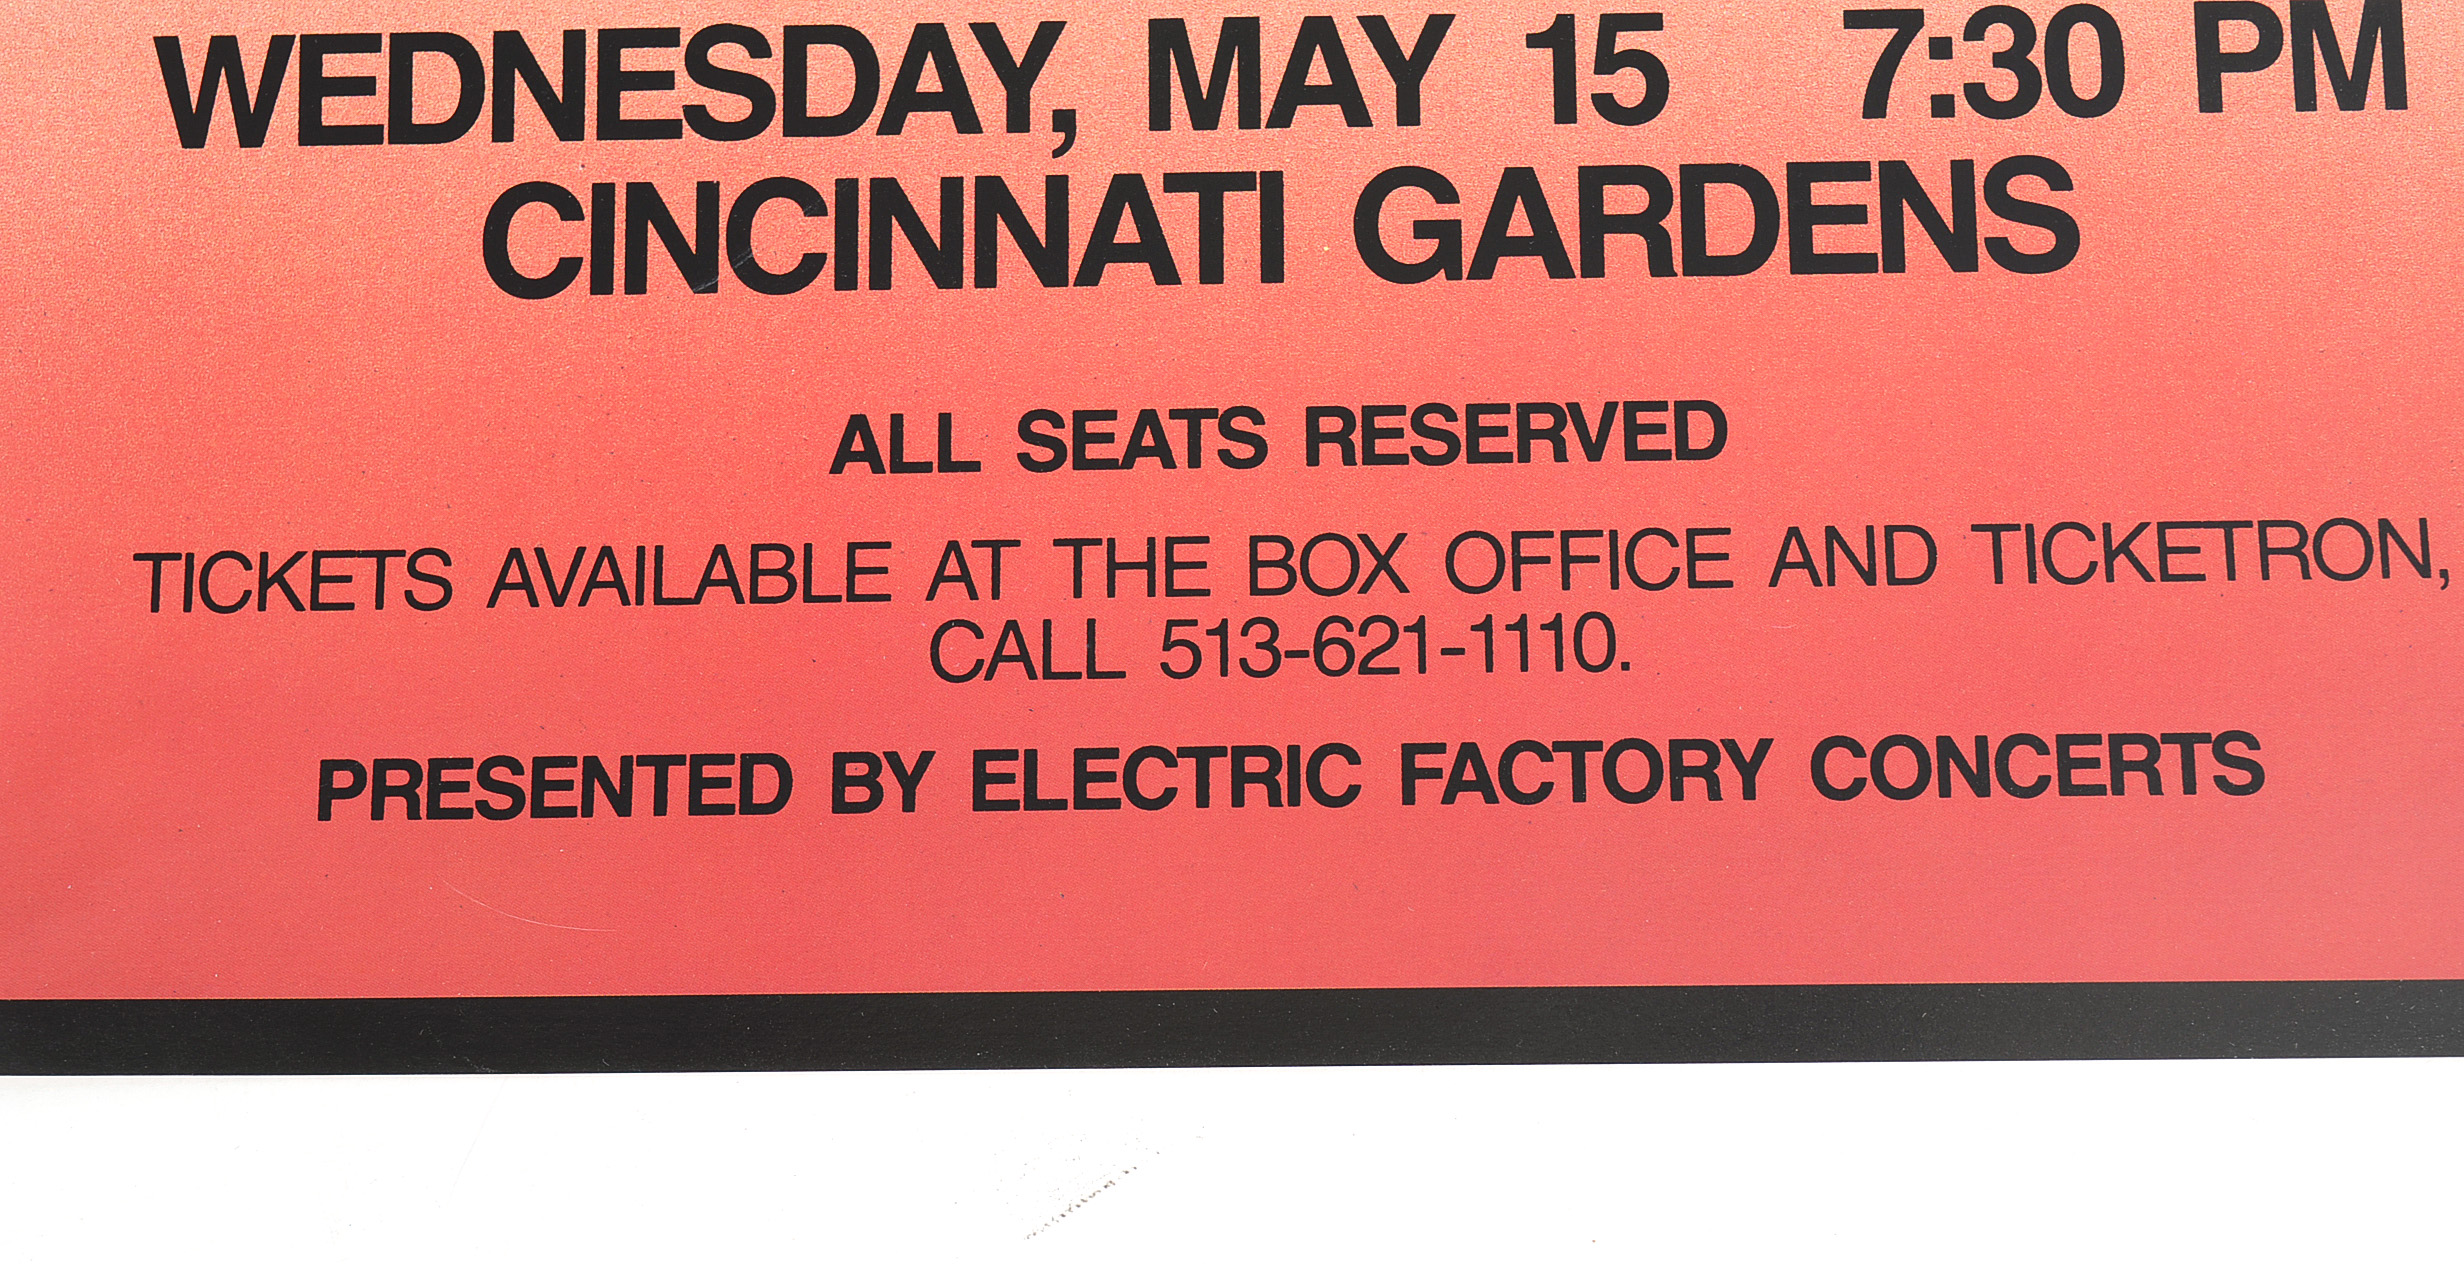 WEDNESDAY, MAY 15 7:30 PM
CINCINNATI GARDENS
ALL SEATS RESERVED
TICKETS AVAILABLE AT THE BOX OFFICE AND TICKETRON,
CALL 513-621-1110.
PRESENTED BY ELECTRIC FACTORY CONCERTS